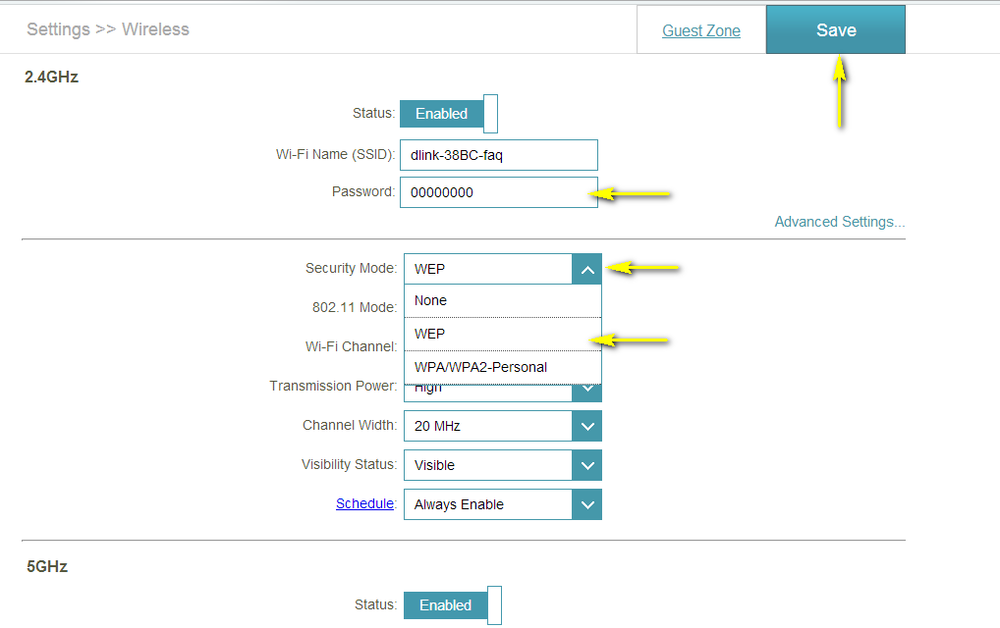 Settings >> Wireless
Guest Zone
Save
2.4GHz
Status: Enabled
Wi-Fi Name (SSID): dlink-38BC-faq
Password: 00000000
Advanced Settings...
Security Mode: WEP
None
802.11 Mode:
WEP
Wi-Fi Channel:
WPA/WPA2-Personal
Transmission Power: High
Channel Width: 20 MHz
Visibility Status: Visible
Schedule: Always Enable
5GHz
Status: Enabled